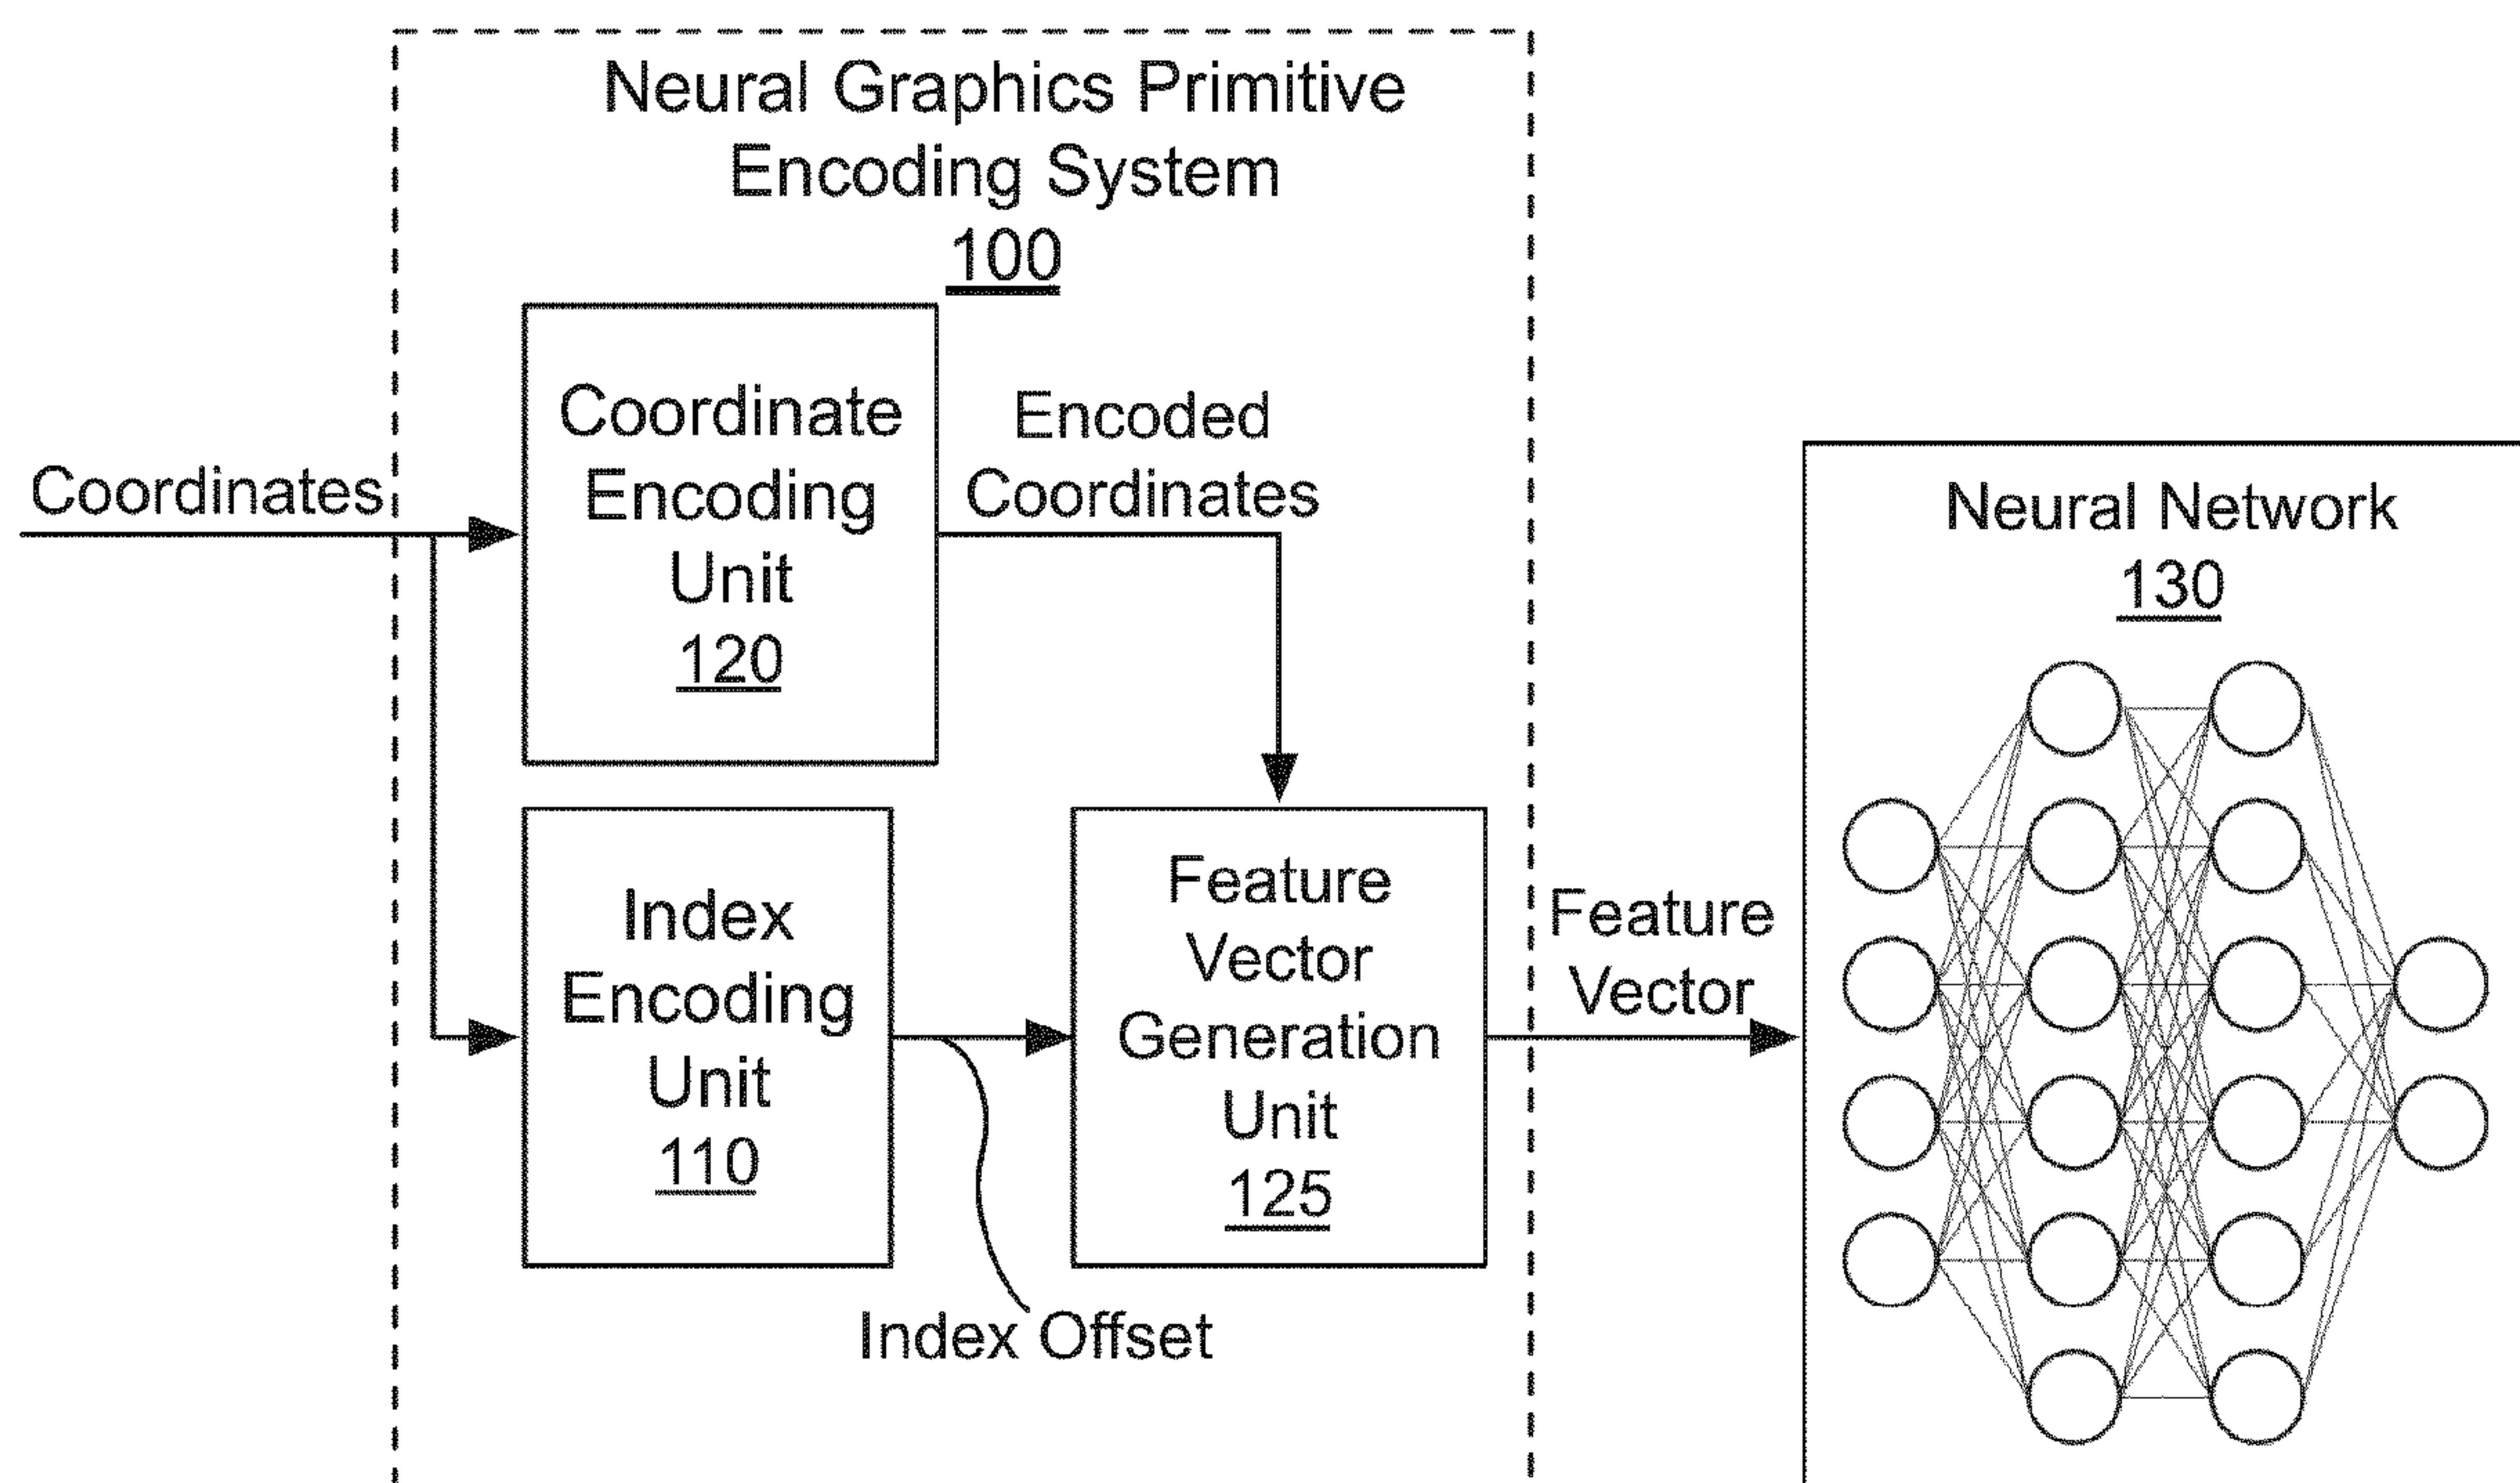 Neural Graphics Primitive
Encoding System
100
Coordinates
Coordinate
Encoding
Unit
120
Encoded
Coordinates
Index
Encoding
Unit
110
Index Offset
Feature
Vector
Generation
Unit
125
Feature
Vector
Neural Network
130